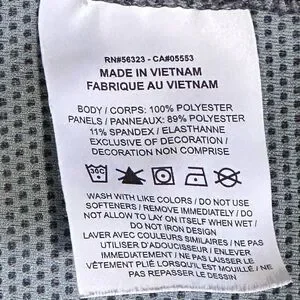 RN#56323 - CA#05553
MADE IN VIETNAM
FABRIQUE AU VIETNAM
BODY / CORPS: 100% POLYESTER
PANELS / PANNEAUX: 89% POLYESTER
11% SPANDEX / ELASTHANNE
EXCLUSIVE OF DECORATION /
DECORATION NON COMPRISE
30C
WASH WITH LIKE COLORS / DO NOT USE
SOFTENERS / REMOVE IMMEDIATELY / DO
NOT ALLOW TO LAY ON ITSELF WHEN WET /
DO NOT IRON DESIGN
LAVER AVEC COULEURS SIMILAIRES / NE PAS
UTILISER D'ADOUCISSEUR / ENLEVER
IMMEDIATEMENT / NE PAS LAISSER LE
VÊTEMENT PLIÉ LORSQU'IL EST MOUILLÉ / NE
PAS REPASSER LE DESSIN